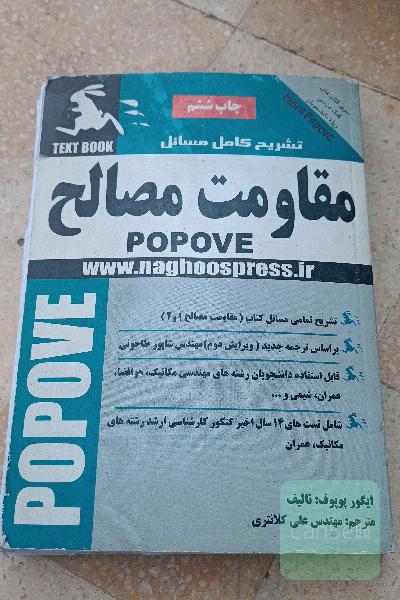 چاپ ششم
Igora Popove
TEXT BOOK
تشریح کامل مسائل
مقاومت مصالح
POPOVE
www.naghoospress.ir
POPOVE
تشریح تمامی مسائل کتاب ( مقاومت مصالح ۱و۲ )
براساس ترجمه جدید ( ویرایش دوم) مهندس شاپور طاحونی
قابل استفاده دانشجویان رشته های مهندسی مکانیک، هوافضا،
عمران، شیمی و ...
شامل تست های ۱۴ سال اخیر کنکور کارشناسی ارشد رشته های
مکانیک، عمران
ایگور پوپوف: تالیف
مترجم: مهندس علی کلانتری